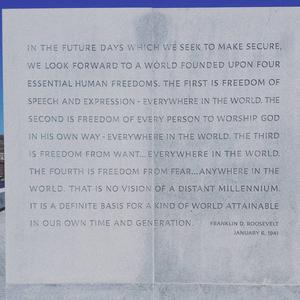 IN THE FUTURE DAYS WHICH WE SEEK TO MAKE SECURE,
WE LOOK FORWARD TO A WORLD FOUNDED UPON FOUR
ESSENTIAL HUMAN FREEDOMS. THE FIRST IS FREEDOM OF
SPEECH AND EXPRESSION - EVERYWHERE IN THE WORLD. THE
SECOND IS FREEDOM OF EVERY PERSON TO WORSHIP GOD
IN HIS OWN WAY - EVERYWHERE IN THE WORLD. THE THIRD
IS FREEDOM FROM WANT... EVERYWHERE IN THE WORLD.
THE FOURTH IS FREEDOM FROM FEAR...ANYWHERE IN THE
WORLD. THAT IS NO VISION OF A DISTANT MILLENNIUM.
IT IS A DEFINITE BASIS FOR A KIND OF WORLD ATTAINABLE
IN OUR OWN TIME AND GENERATION. FRANKLIN D. ROOSEVELT
JANUARY 6, 1941